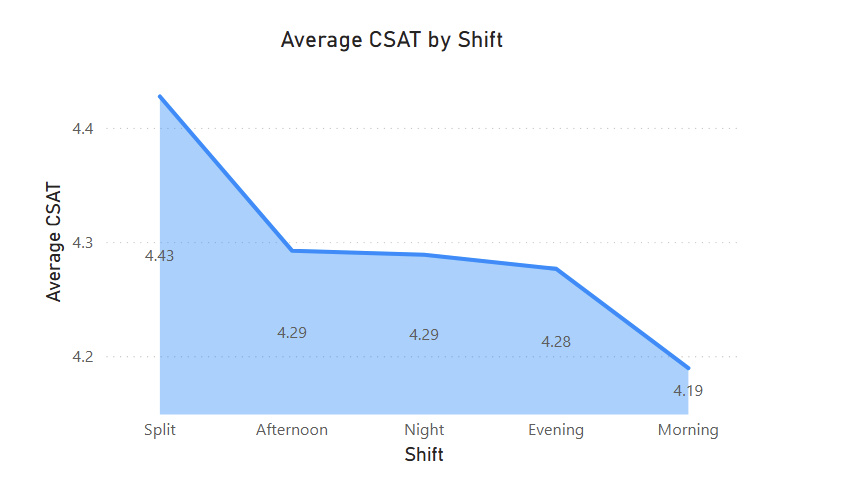 Average CSAT by Shift
Average CSAT
4.4
4.3
4.2
4.43
4.29
4.29
4.28
4.19
Split
Afternoon
Night
Evening
Morning
Shift